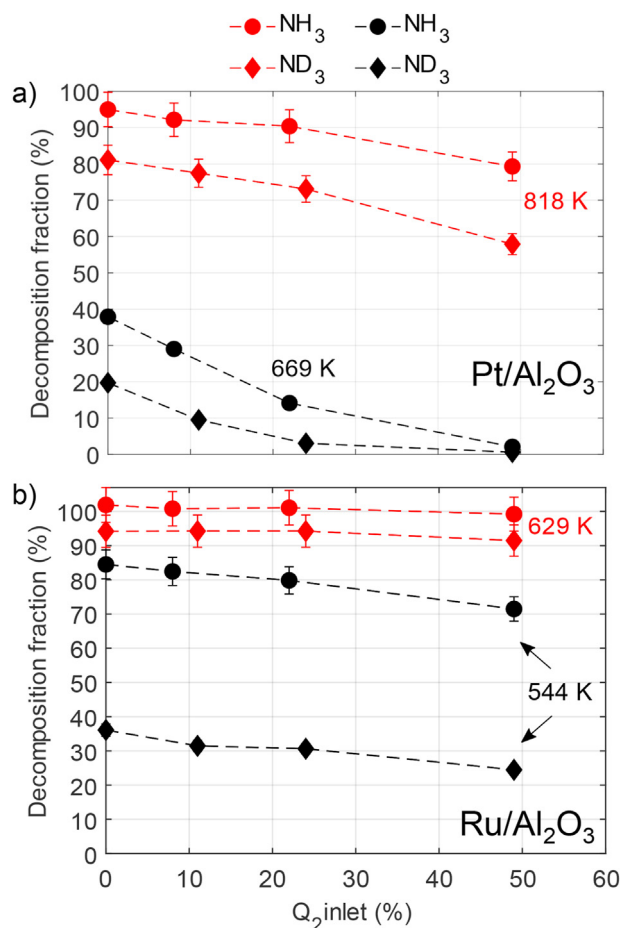 NH3 NH3
ND3 ND3
a)
100
90
80
70
60
50
40
30
20
10
0
Decomposition fraction (%)
818 K
669 K
Pt/Al2O3
b)
100
90
80
70
60
50
40
30
20
10
0
Decomposition fraction (%)
629 K
544 K
Ru/Al2O3
0 10 20 30 40 50 60
Q2inlet (%)